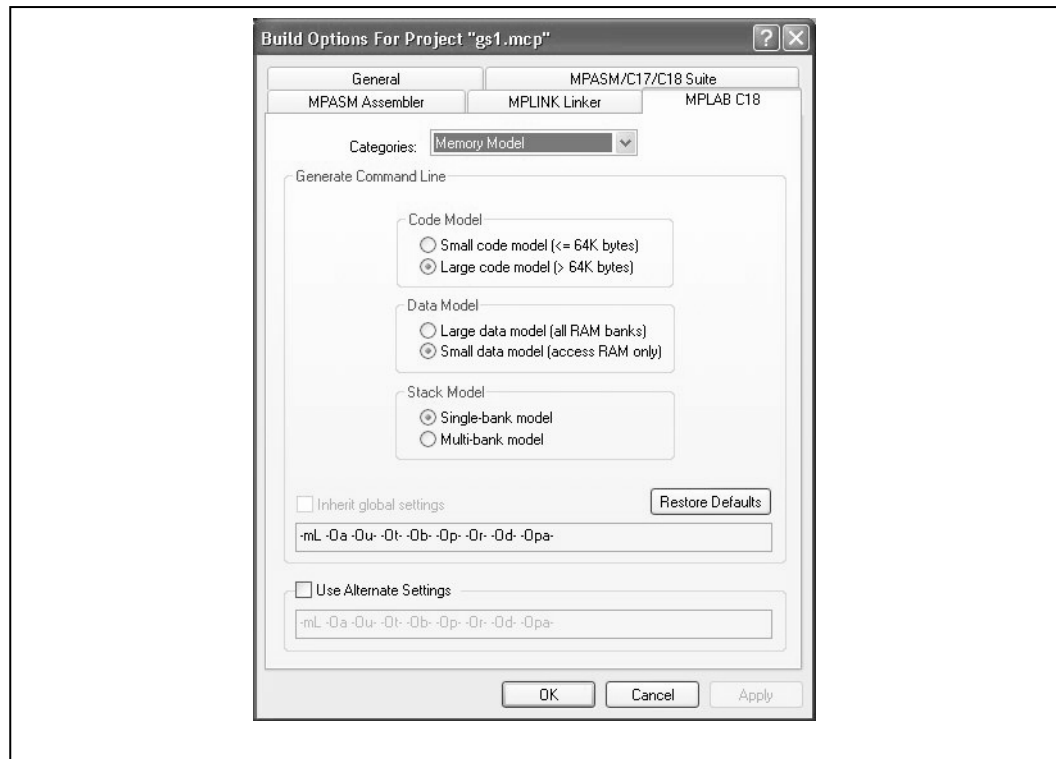 Build Options For Project "gs1.mcp"
General
MPASM/C17/C18 Suite
MPASM Assembler
MPLINK Linker
MPLAB C18
Categories:
Memory Model
Generate Command Line
Code Model
Small code model (<= 64K bytes)
Large code model (> 64K bytes)
Data Model
Large data model (all RAM banks)
Small data model (access RAM only)
Stack Model
Single-bank model
Multi-bank model
Inherit global settings
Restore Defaults
-mL -Oa -Ou- -Ot- -Ob- -Op- -Or- -Od- -Opa-
Use Alternate Settings
-mL -Oa -Ou- -Ot- -Ob- -Op- -Or- -Od- -Opa-
OK
Cancel
Apply